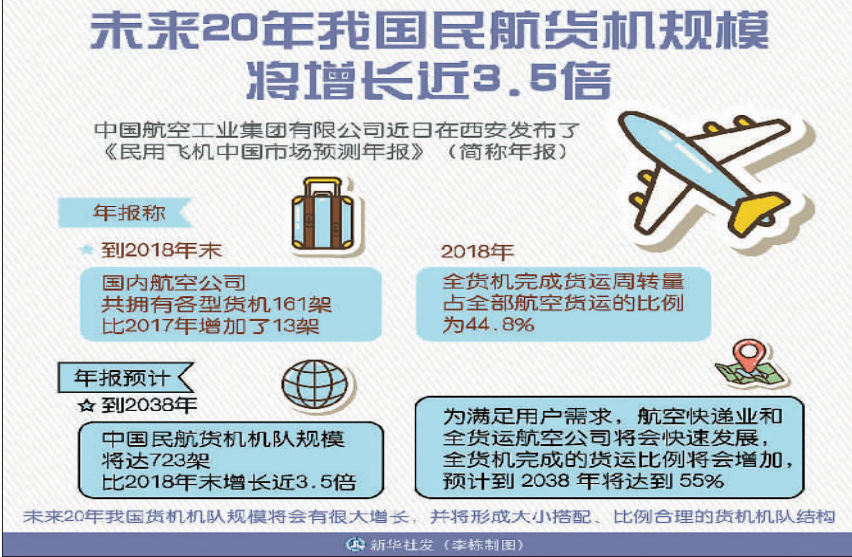 未来20年我国民航货机规模
将增长近3.5倍
中国航空工业集团有限公司近日在西安发布了
《民用飞机中国市场预测年报》（简称年报）
年报称
到2018年末
国内航空公司
共拥有各型货机161架
比2017年增加了13架
2018年
全货机完成货运周转量
占全部航空货运的比例
为44.8%
年报预计
到2038年
中国民航货机机队规模
将达723架
比2018年末增长近3.5倍
为满足用户需求，航空快递业和
全货运航空公司将会快速发展，
全货机完成的货运比例将会增加，
预计到 2038 年将达到 55%
未来20年我国货机机队规模将会有很大增长，并将形成大小搭配、比例合理的货机机队结构
新华社发（李栋制图）